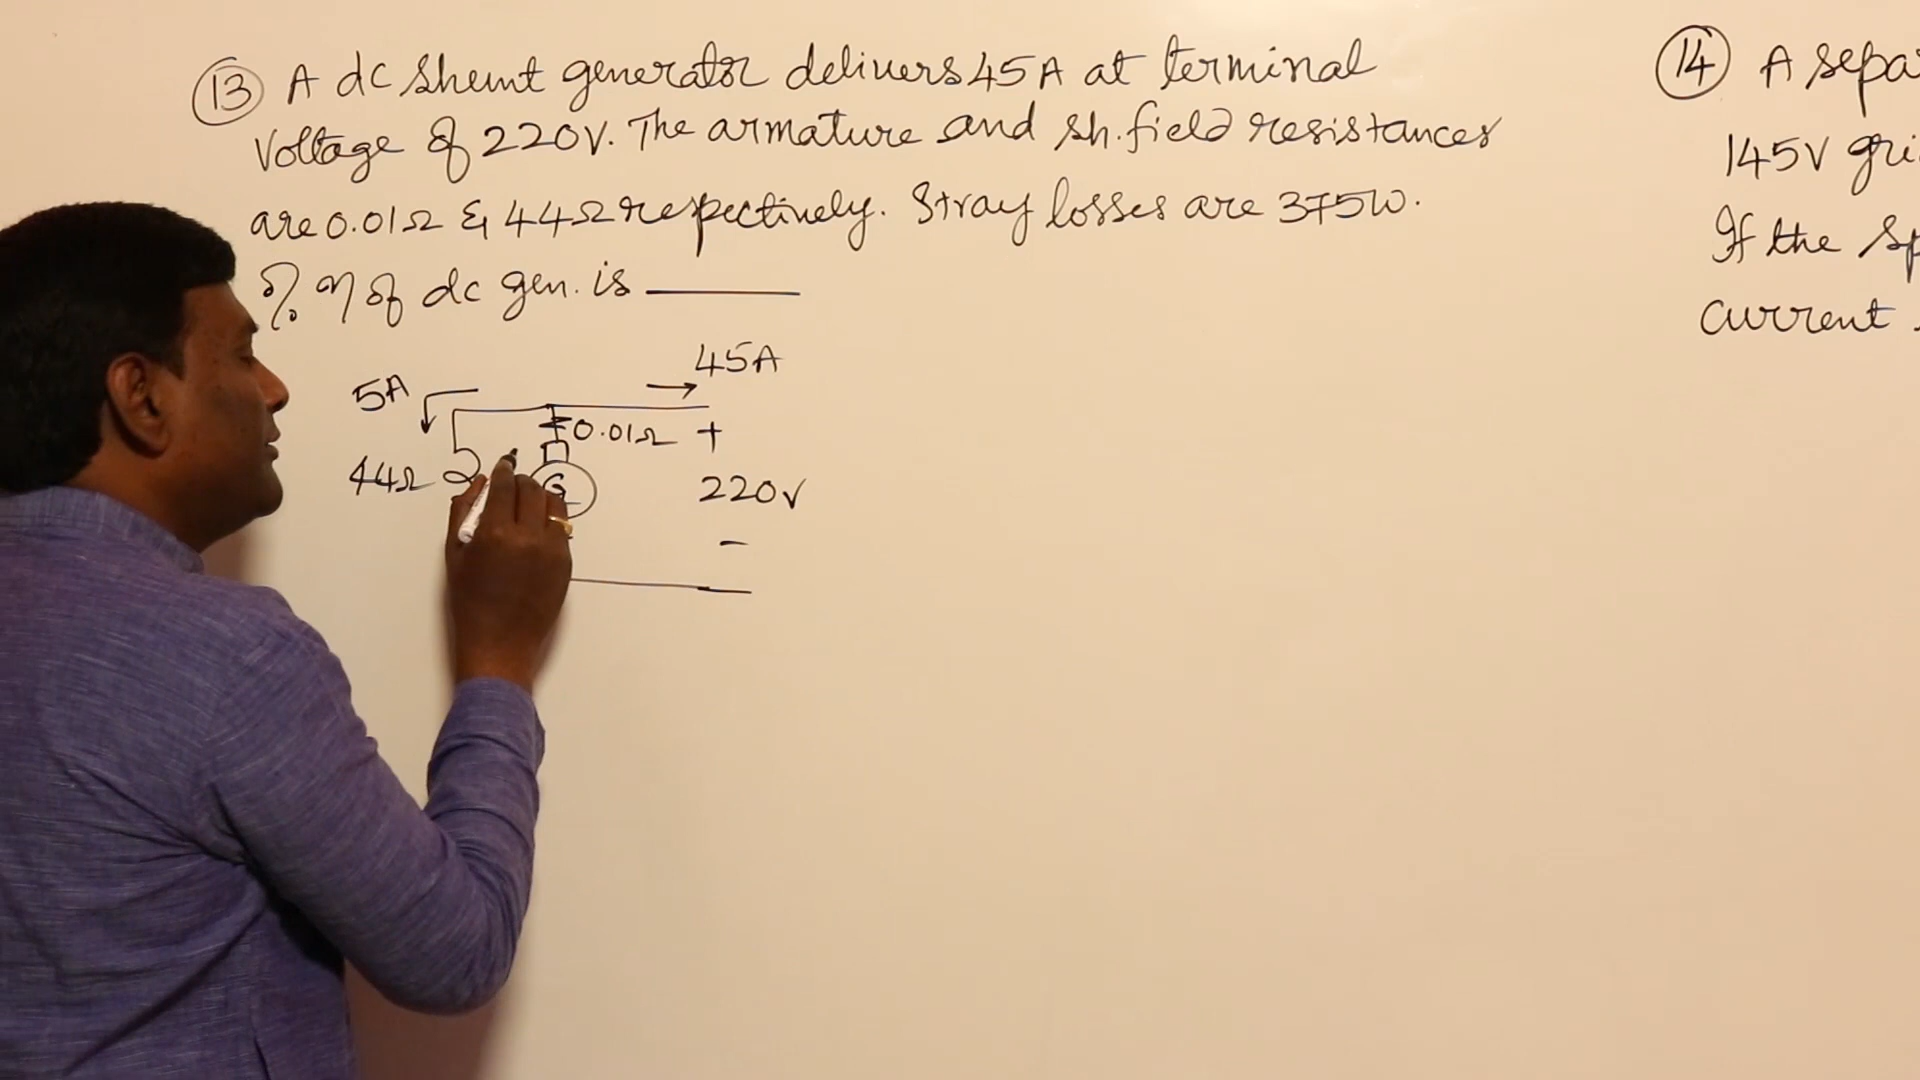 13 A dc shunt generator delivers 45A at terminal
voltage of 220V. The armature and sh. field resistances
are 0.01Ω & 44Ω respectively. Stray losses are 375W.
% η of dc gen. is
45A
5A
0.01Ω
+
44Ω
G
220V
-
14 A sepa
145V gri
If the sp
current